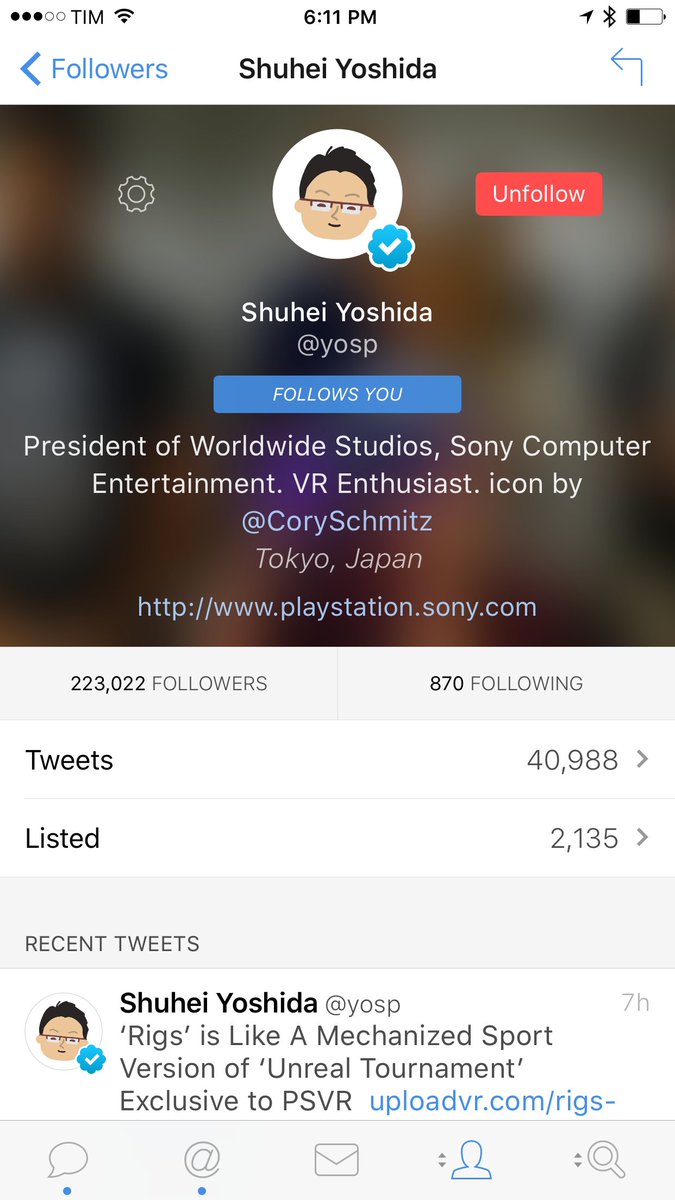 TIM 6:11 PM
Followers Shuhei Yoshida
Unfollow
Shuhei Yoshida
@yosp
FOLLOWS YOU
President of Worldwide Studios, Sony Computer
Entertainment. VR Enthusiast. icon by
@CorySchmitz
Tokyo, Japan
http://www.playstation.sony.com
223,022 FOLLOWERS 870 FOLLOWING
Tweets 40,988
Listed 2,135
RECENT TWEETS
Shuhei Yoshida @yosp 7h
‘Rigs’ is Like A Mechanized Sport
Version of ‘Unreal Tournament’
Exclusive to PSVR uploadvr.com/rigs-
@